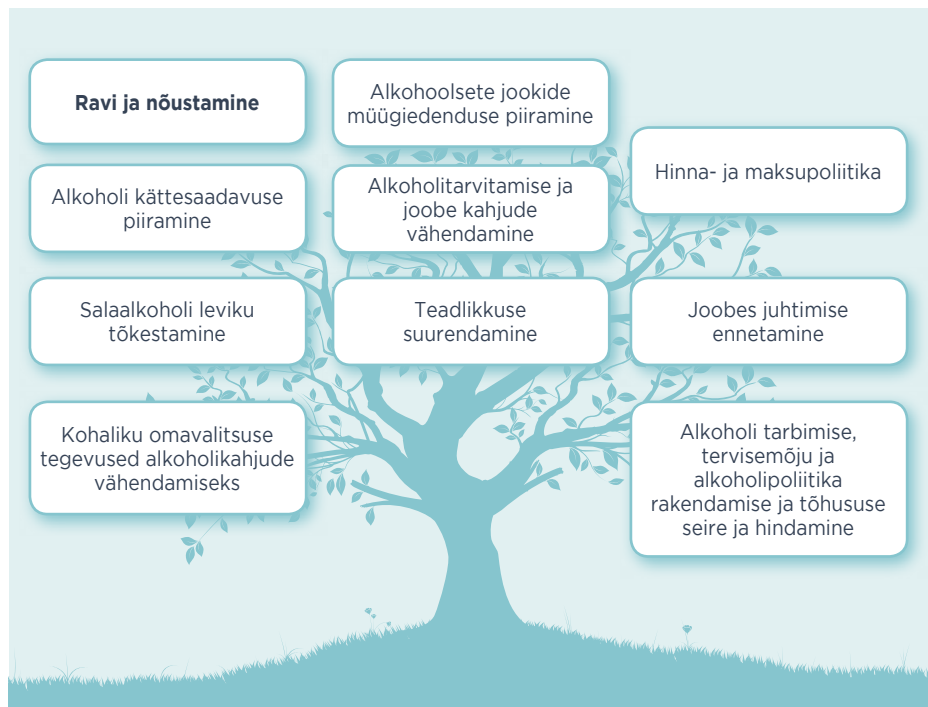 Ravi ja nõustamine
Alkohoolsete jookide
müügiedenduse piiramine
Hinna- ja maksupoliitika
Alkoholi kättesaadavuse
piiramine
Alkoholitarvitamise ja
joobe kahjude
vähendamine
Salaalkoholi leviku
tõkestamine
Teadlikkuse
suurendamine
Joobes juhtimise
ennetamine
Kohaliku omavalitsuse
tegevused alkoholikahjude
vähendamiseks
Alkoholi tarbimise,
tervisemõju ja
alkoholipoliitika
rakendamise ja tõhususe
seire ja hindamine